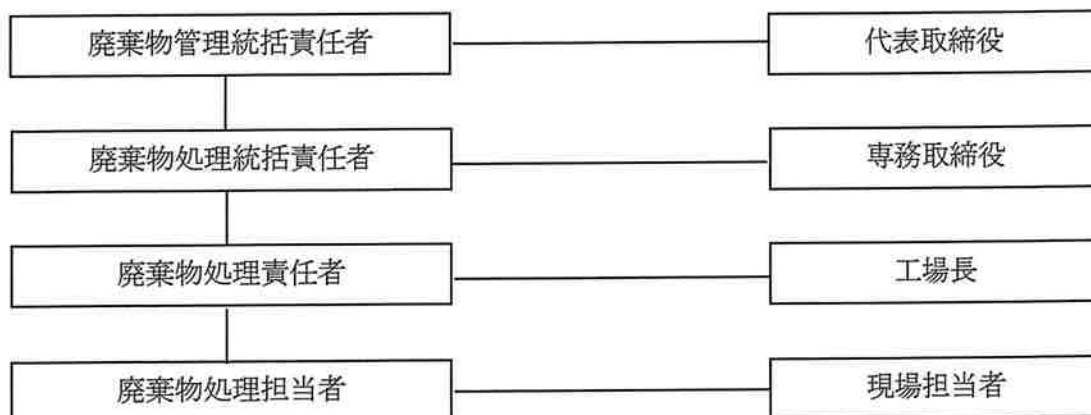 廃棄物管理統括責任者
代表取締役
廃棄物処理統括責任者
専務取締役
廃棄物処理責任者
工場長
廃棄物処理担当者
現場担当者